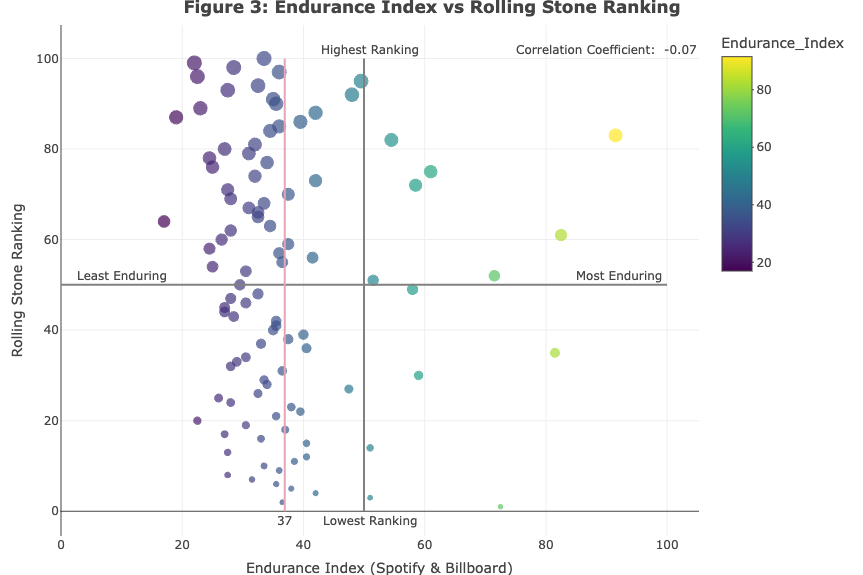 Figure 3: Endurance Index vs Rolling Stone Ranking
Highest Ranking
Correlation Coefficient: -0.07
Endurance_Index
100
80
60
40
20
0
Rolling Stone Ranking
Least Enduring
Most Enduring
80
60
40
20
37
Lowest Ranking
0
20
40
60
80
100
Endurance Index (Spotify & Billboard)